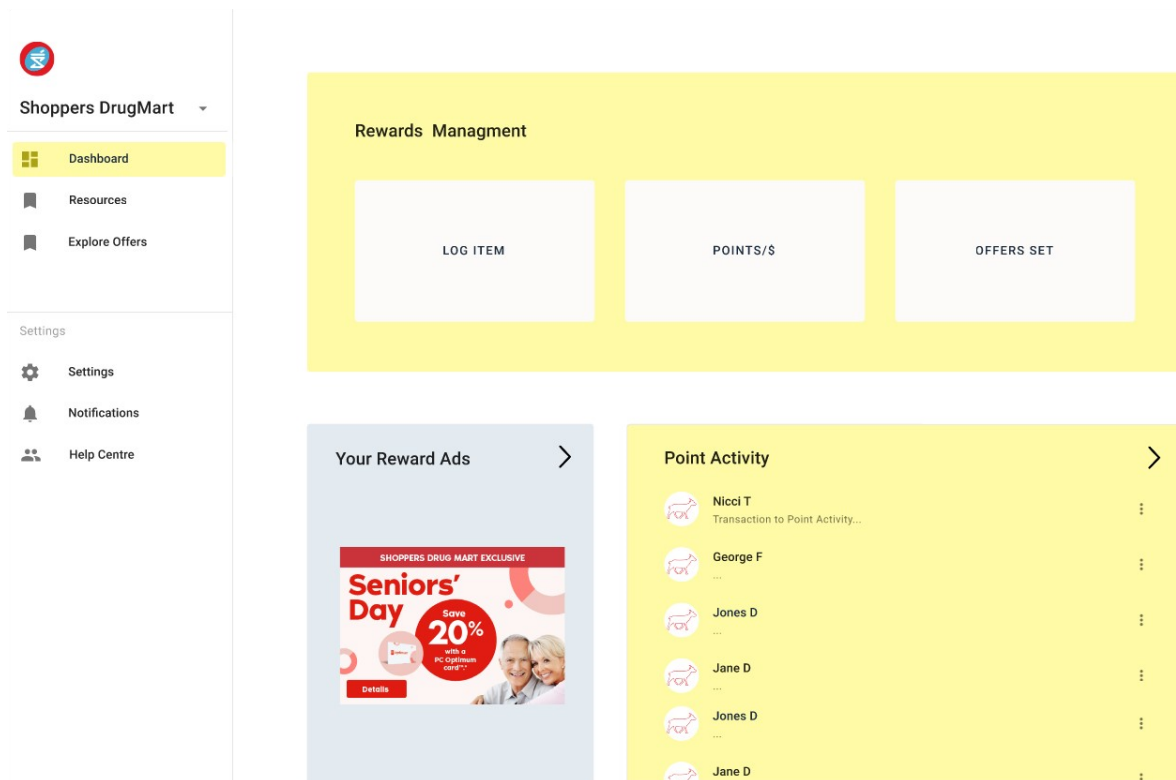 Shoppers DrugMart
Dashboard
Resources
Explore Offers
Settings
Settings
Notifications
Help Centre
Rewards Managment
LOG ITEM
POINTS/$
OFFERS SET
Your Reward Ads
SHOPPERS DRUG MART EXCLUSIVE
Seniors'
Day
Save
20%
with a
PC Optimum
card™.*
Details
Point Activity
Nicci T
Transaction to Point Activity...
George F
...
Jones D
...
Jane D
...
Jones D
...
Jane D